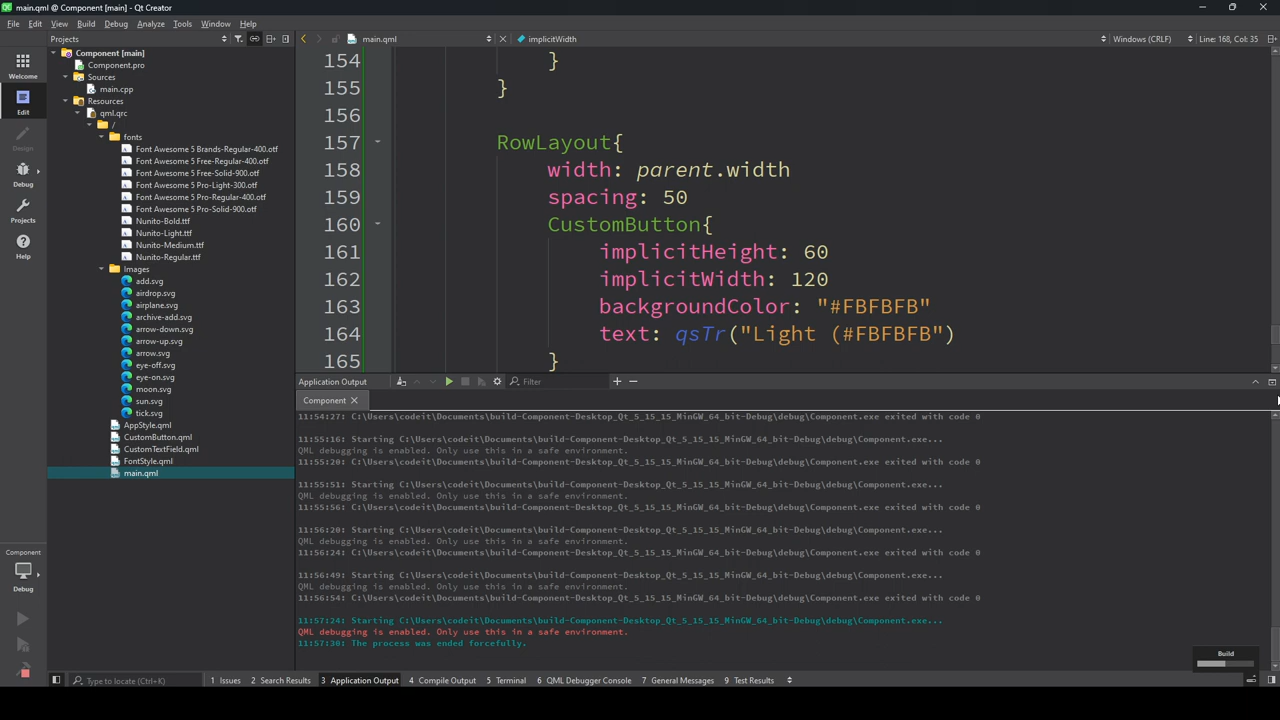 main.qml @ Component [main] - Qt Creator
File Edit View Build Debug Analyze Tools Window Help
Projects
main.qml
implicitWidth
Windows (CRLF)
Line: 168, Col: 35
Welcome
Edit
Design
Debug
Projects
Help
Component
Debug
Component [main]
Component.pro
Sources
main.cpp
Resources
qml.qrc
/
fonts
Font Awesome 5 Brands-Regular-400.otf
Font Awesome 5 Free-Regular-400.otf
Font Awesome 5 Free-Solid-900.otf
Font Awesome 5 Pro-Light-300.otf
Font Awesome 5 Pro-Regular-400.otf
Font Awesome 5 Pro-Solid-900.otf
Nunito-Bold.ttf
Nunito-Light.ttf
Nunito-Medium.ttf
Nunito-Regular.ttf
Images
add.svg
airdrop.svg
airplane.svg
archive-add.svg
arrow-down.svg
arrow-up.svg
arrow.svg
eye-off.svg
eye-on.svg
moon.svg
sun.svg
tick.svg
AppStyle.qml
CustomButton.qml
CustomTextField.qml
FontStyle.qml
main.qml
154 }
155 }
156
157 RowLayout{
158 width: parent.width
159 spacing: 50
160 CustomButton{
161 implicitHeight: 60
162 implicitWidth: 120
163 backgroundColor: "#FBFBFB"
164 text: qsTr("Light (#FBFBFB")
165 }
Application Output
Filter
Component
11:54:27: C:\Users\codeit\Documents\build-Component-Desktop_Qt_5_15_15_MinGW_64_bit-Debug\debug\Component.exe exited with code 0
11:55:16: Starting C:\Users\codeit\Documents\build-Component-Desktop_Qt_5_15_15_MinGW_64_bit-Debug\debug\Component.exe...
QML debugging is enabled. Only use this in a safe environment.
11:55:20: C:\Users\codeit\Documents\build-Component-Desktop_Qt_5_15_15_MinGW_64_bit-Debug\debug\Component.exe exited with code 0
11:55:51: Starting C:\Users\codeit\Documents\build-Component-Desktop_Qt_5_15_15_MinGW_64_bit-Debug\debug\Component.exe...
QML debugging is enabled. Only use this in a safe environment.
11:55:56: C:\Users\codeit\Documents\build-Component-Desktop_Qt_5_15_15_MinGW_64_bit-Debug\debug\Component.exe exited with code 0
11:56:20: Starting C:\Users\codeit\Documents\build-Component-Desktop_Qt_5_15_15_MinGW_64_bit-Debug\debug\Component.exe...
QML debugging is enabled. Only use this in a safe environment.
11:56:24: C:\Users\codeit\Documents\build-Component-Desktop_Qt_5_15_15_MinGW_64_bit-Debug\debug\Component.exe exited with code 0
11:56:49: Starting C:\Users\codeit\Documents\build-Component-Desktop_Qt_5_15_15_MinGW_64_bit-Debug\debug\Component.exe...
QML debugging is enabled. Only use this in a safe environment.
11:56:54: C:\Users\codeit\Documents\build-Component-Desktop_Qt_5_15_15_MinGW_64_bit-Debug\debug\Component.exe exited with code 0
11:57:24: Starting C:\Users\codeit\Documents\build-Component-Desktop_Qt_5_15_15_MinGW_64_bit-Debug\debug\Component.exe...
QML debugging is enabled. Only use this in a safe environment.
11:57:30: The process was ended forcefully.
Build
Type to locate (Ctrl+K)
1 Issues 2 Search Results 3 Application Output 4 Compile Output 5 Terminal 6 QML Debugger Console 7 General Messages 9 Test Results